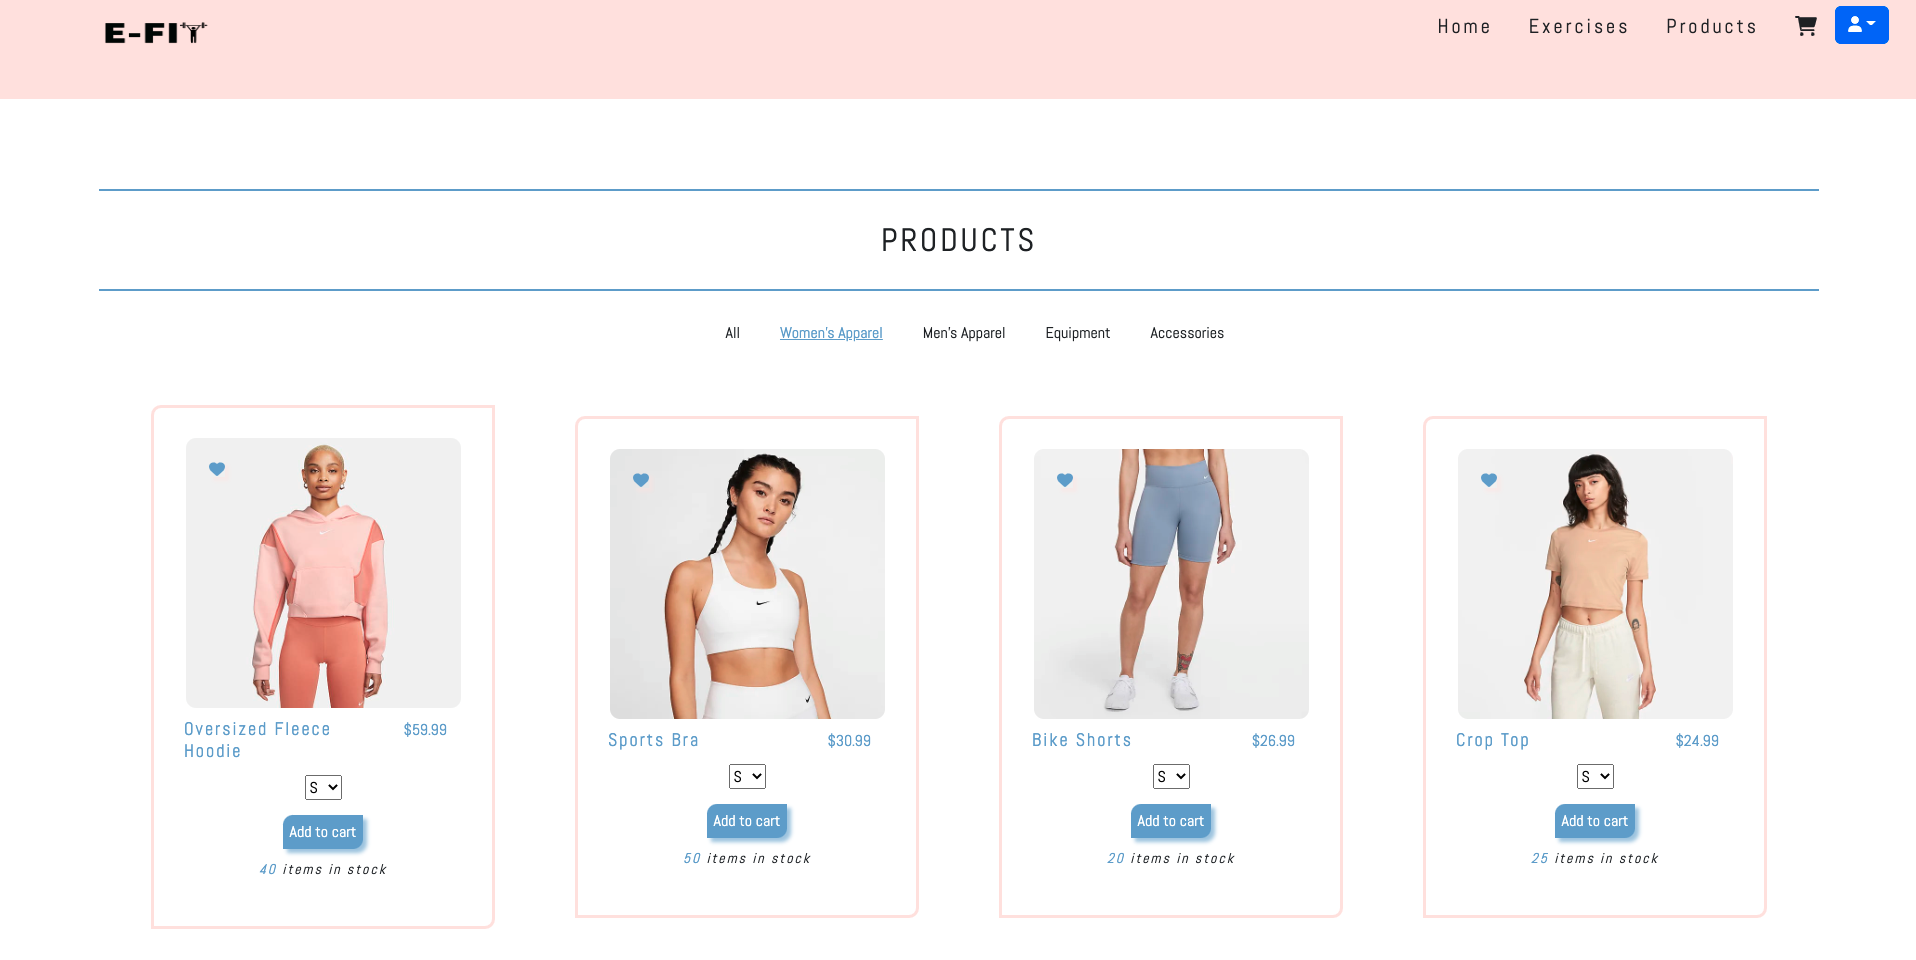 E-FIT
Home Exercises Products
PRODUCTS
All Women's Apparel Men's Apparel Equipment Accessories
Oversized Fleece Hoodie $59.99
S
Add to cart
40 items in stock
Sports Bra $30.99
S
Add to cart
50 items in stock
Bike Shorts $26.99
S
Add to cart
20 items in stock
Crop Top $24.99
S
Add to cart
25 items in stock